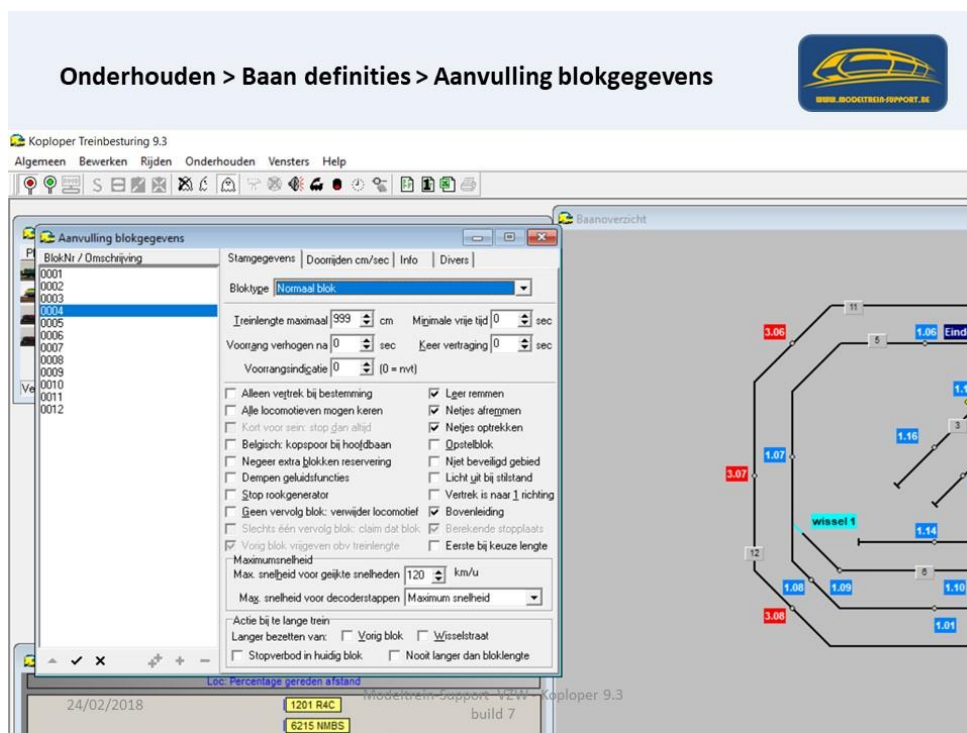 Onderhouden > Baan definities > Aanvulling blokgegevens
WWW.MODELTREIN-SUPPORT.BE
Koploper Treinbesturing 9.3
Algemeen Bewerken Rijden Onderhouden Vensters Help
Baanoverzicht
Aanvulling blokgegevens
BlokNr / Omschrijving
0001
0002
0003
0004
0005
0006
0007
0008
0009
0010
0011
0012
Stamgegevens Doorrijden cm/sec Info Divers
Bloktype Normaal blok
Treinlengte maximaal 999 cm Minimale vrije tijd 0 sec
Voorrang verhogen na 0 sec Keer vertraging 0 sec
Voorrangsindicatie 0 (0 = nvt)
Alleen vertrek bij bestemming Leer remmen
Alle locomotieven mogen keren Netjes afremmen
Kort voor sein: stop dan altijd Netjes optrekken
Belgisch: kopspoor bij hoofdbaan Opstelblok
Negeer extra blokken reservering Niet beveiligd gebied
Dempen geluidsfuncties Licht uit bij stilstand
Stop rookgenerator Vertrek is naar 1 richting
Geen vervolg blok: verwijder locomotief Bovenleiding
Slechts één vervolg blok: claim dat blok Berekende stopplaats
Vorig blok vrijgeven obv treinlengte Eerste bij keuze lengte
Maximumsnelheid
Max. snelheid voor geijkte snelheden 120 km/u
Max. snelheid voor decoderstappen Maximum snelheid
Actie bij te lange trein
Langer bezetten van: Vorig blok Wisselstraat
Stopverbod in huidig blok Nooit langer dan bloklengte
11
3.06
5
1.06
3
1.16
1.07
3.07
wissel 1
1.14
12
6
1.08
1.09
1.10
3.08
1.01
Loc: Percentage gereden afstand
24/02/2018
1201 R4C
6215 NMBS
Modeltrein-Support VZW - Koploper 9.3
build 7